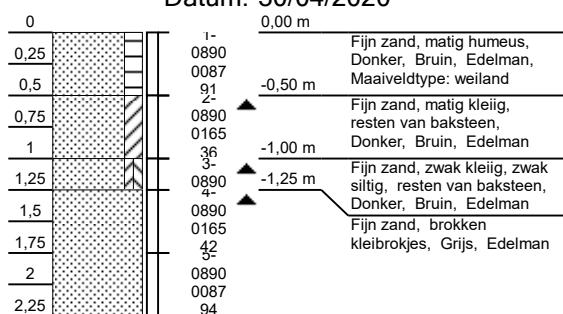 Datum: 30/04/2020
0
0,25
0,5
0,75
1
1,25
1,5
1,75
2
2,25
1-
0890
0087
91
2-
0890
0165
36
3-
0890
4-
0890
0165
42
5-
0890
0087
94
0,00 m
-0,50 m
-1,00 m
-1,25 m
Fijn zand, matig humeus,
Donker, Bruin, Edelman,
Maaiveldtype: weiland
Fijn zand, matig kleiig,
resten van baksteen,
Donker, Bruin, Edelman
Fijn zand, zwak kleiig, zwak
siltig, resten van baksteen,
Donker, Bruin, Edelman
Fijn zand, brokken
kleibrokjes, Grijs, Edelman